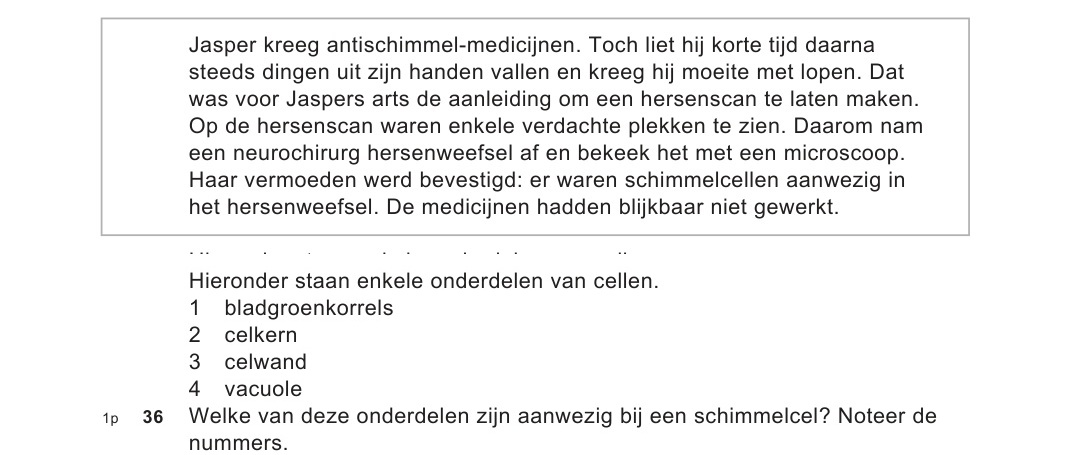 Jasper kreeg antischimmel-medicijnen. Toch liet hij korte tijd daarna
steeds dingen uit zijn handen vallen en kreeg hij moeite met lopen. Dat
was voor Jaspers arts de aanleiding om een hersenscan te laten maken.
Op de hersenscan waren enkele verdachte plekken te zien. Daarom nam
een neurochirurg hersenweefsel af en bekeek het met een microscoop.
Haar vermoeden werd bevestigd: er waren schimmelcellen aanwezig in
het hersenweefsel. De medicijnen hadden blijkbaar niet gewerkt.
Hieronder staan enkele onderdelen van cellen.
1 bladgroenkorrels
2 celkern
3 celwand
4 vacuole
1p 36 Welke van deze onderdelen zijn aanwezig bij een schimmelcel? Noteer de
nummers.